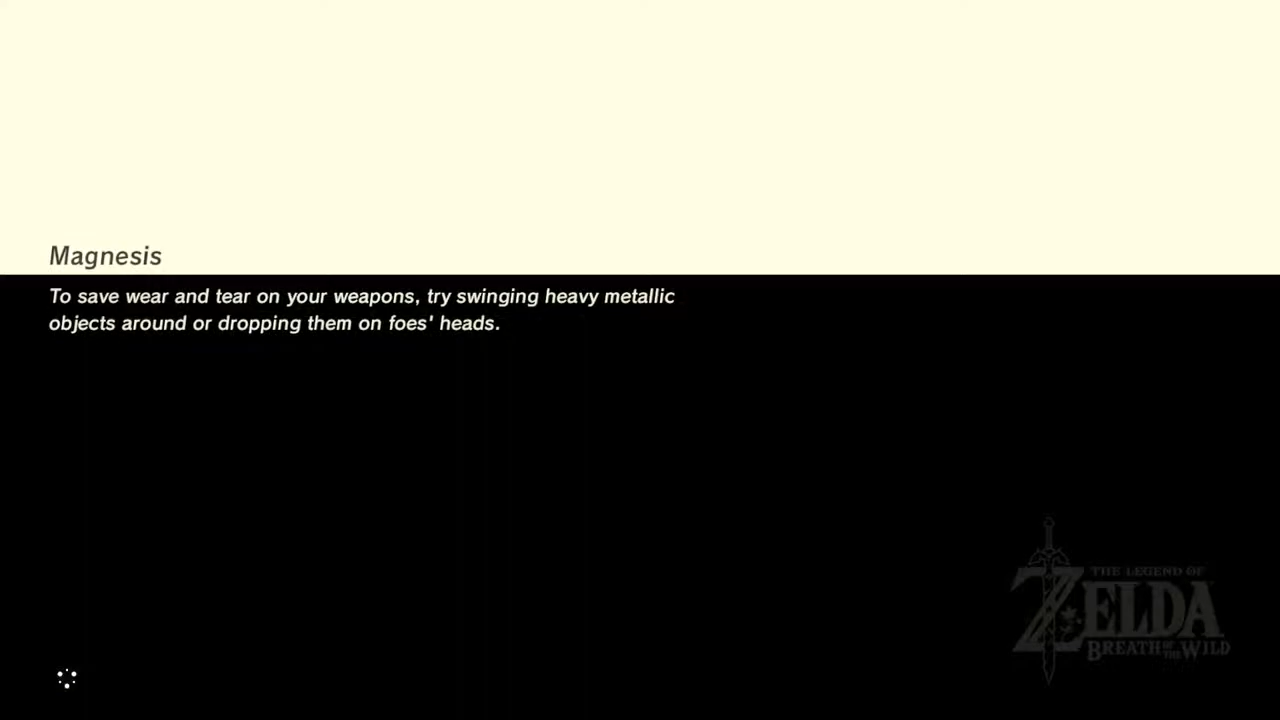 Magnesis
To save wear and tear on your weapons, try swinging heavy metallic
objects around or dropping them on foes' heads.
THE LEGEND OF
ZELDA
BREATH OF THE WILD